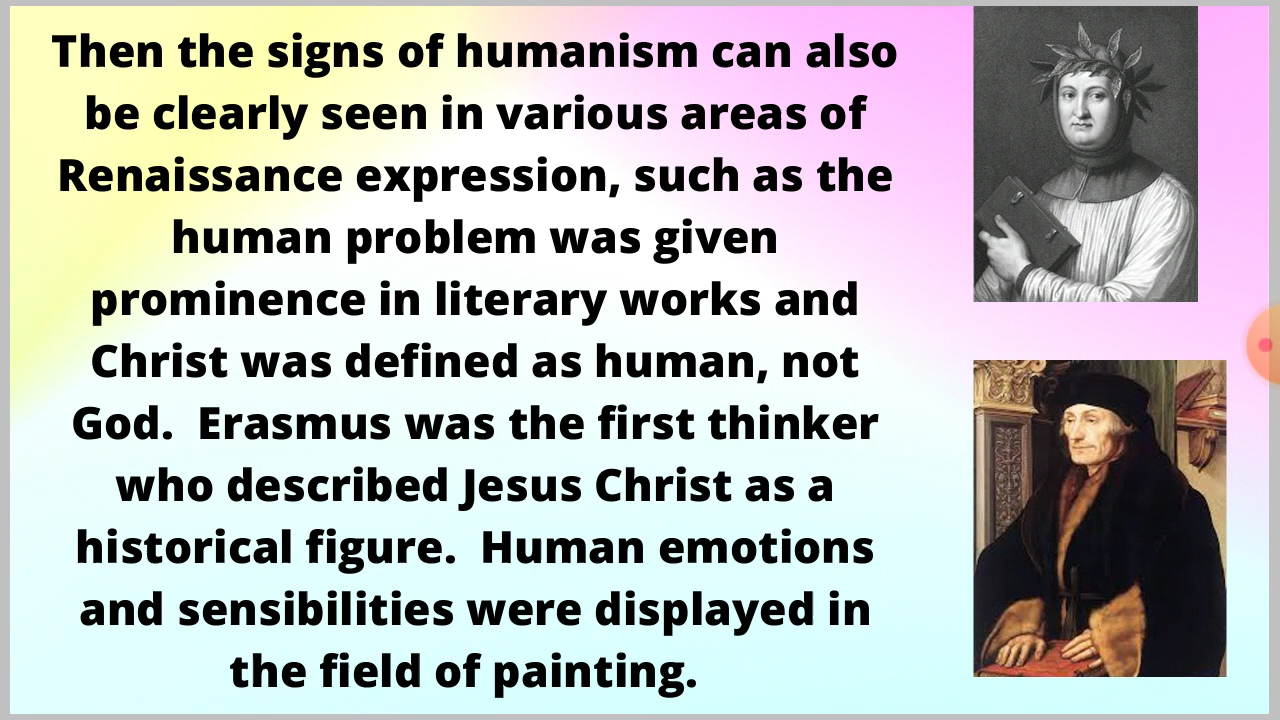 Then the signs of humanism can also
be clearly seen in various areas of
Renaissance expression, such as the
human problem was given
prominence in literary works and
Christ was defined as human, not
God.  Erasmus was the first thinker
who described Jesus Christ as a
historical figure.  Human emotions
and sensibilities were displayed in
the field of painting.